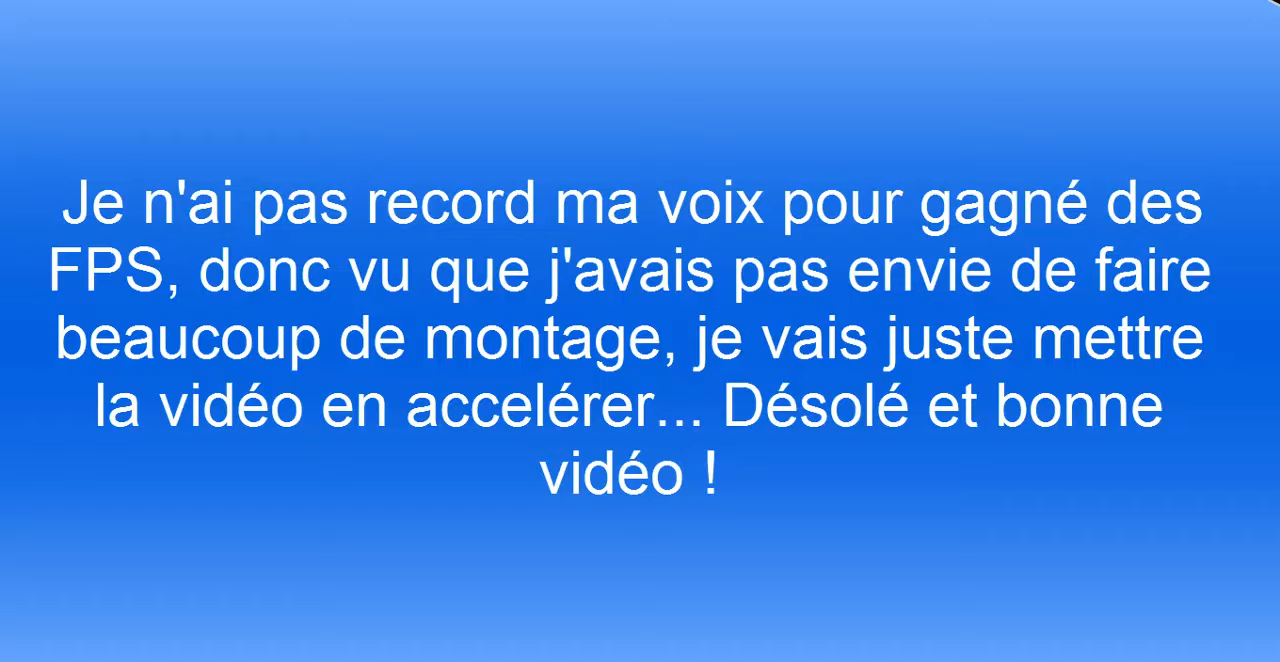 Je n'ai pas record ma voix pour gagné des
FPS, donc vu que j'avais pas envie de faire
beaucoup de montage, je vais juste mettre
la vidéo en accelérer... Désolé et bonne
vidéo !